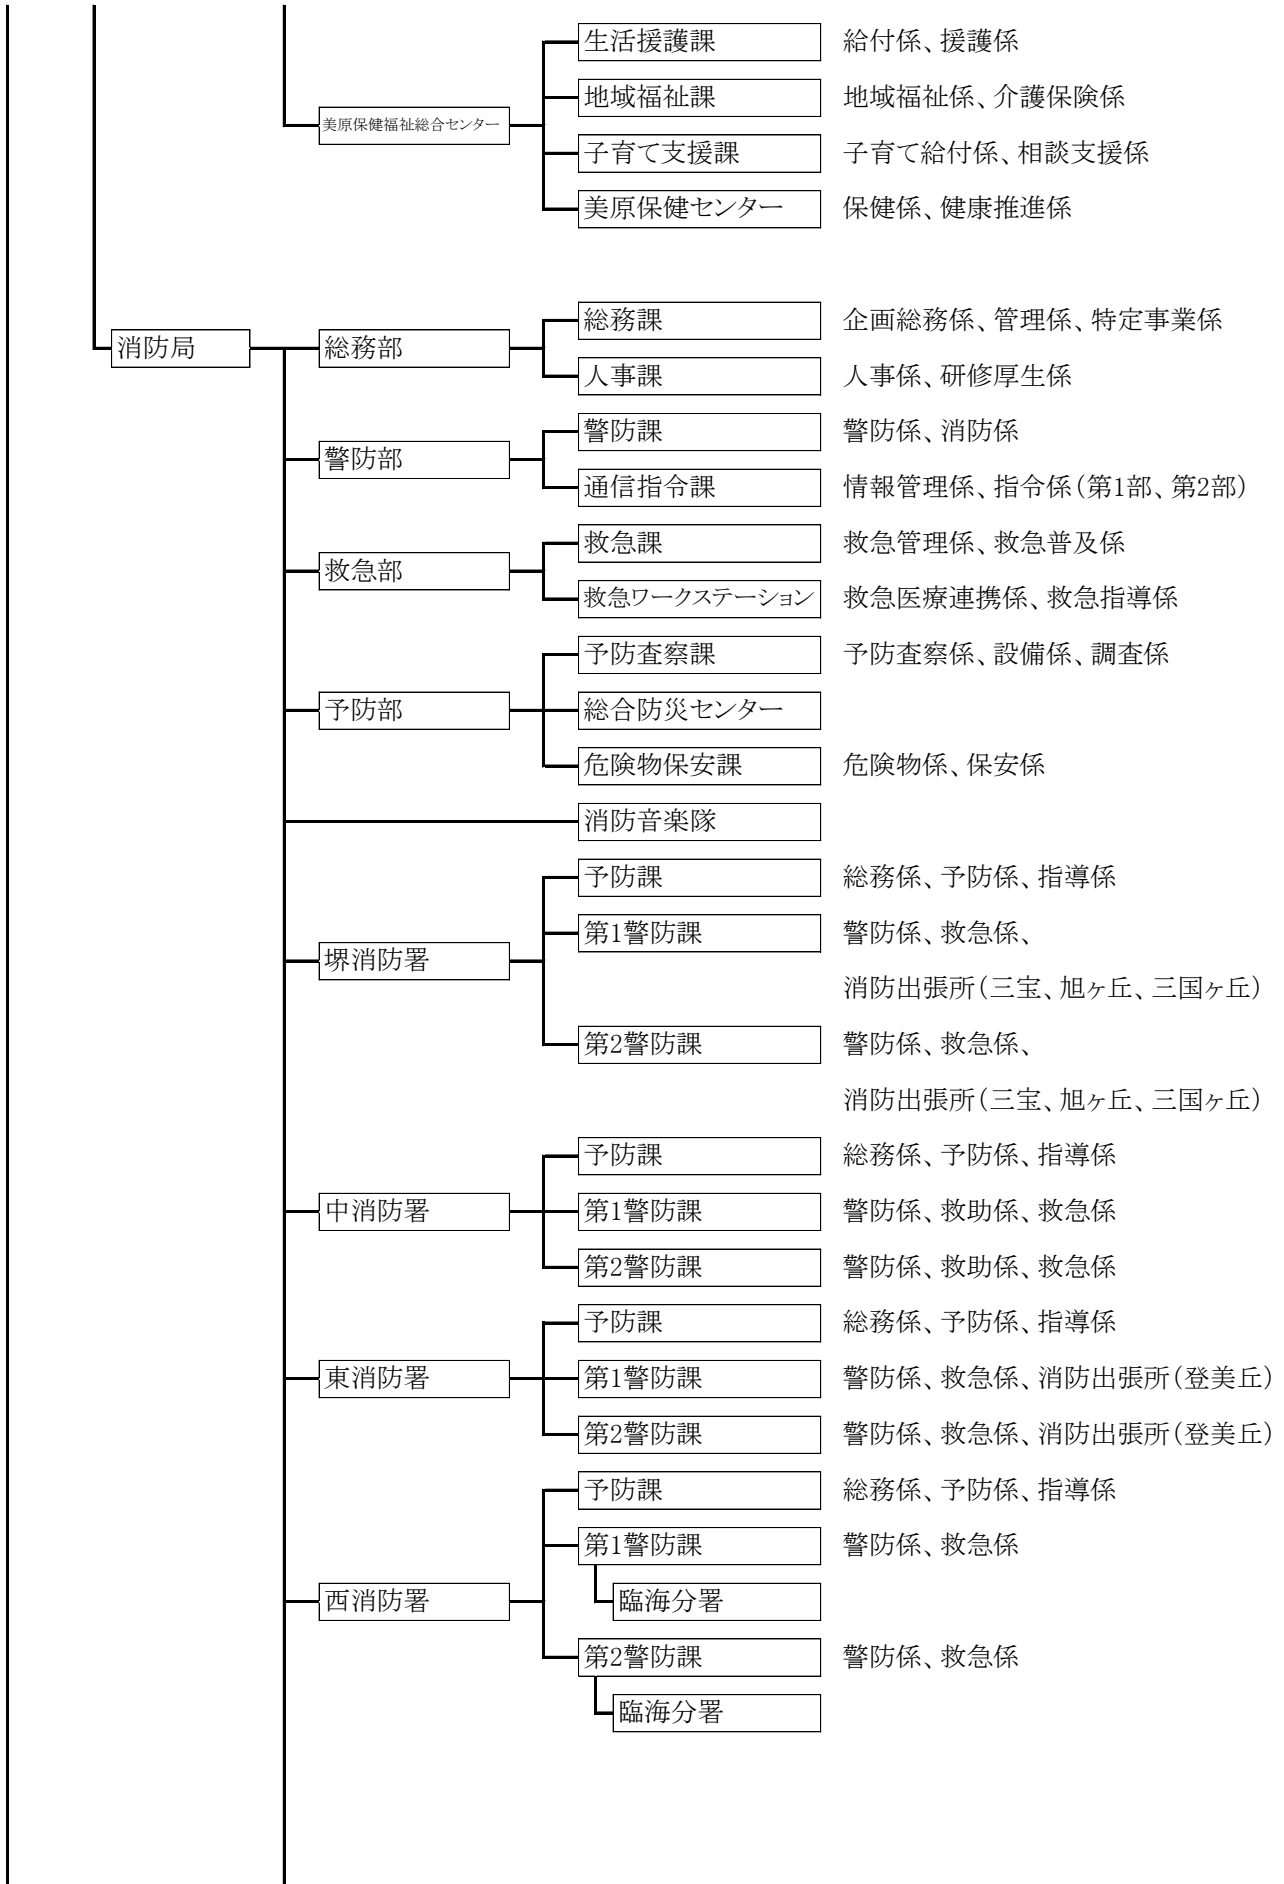 生活援護課 給付係、援護係
地域福祉課 地域福祉係、介護保険係
美原保健福祉総合センター
子育て支援課 子育て給付係、相談支援係
美原保健センター 保健係、健康推進係
総務課 企画総務係、管理係、特定事業係
消防局 総務部
人事課 人事係、研修厚生係
警防課 警防係、消防係
警防部
通信指令課 情報管理係、指令係(第1部、第2部)
救急課 救急管理係、救急普及係
救急部
救急ワークステーション 救急医療連携係、救急指導係
予防査察課 予防査察係、設備係、調査係
予防部 総合防災センター
危険物保安課 危険物係、保安係
消防音楽隊
予防課 総務係、予防係、指導係
第1警防課 警防係、救急係、
堺消防署
消防出張所(三宝、旭ヶ丘、三国ヶ丘)
第2警防課 警防係、救急係、
消防出張所(三宝、旭ヶ丘、三国ヶ丘)
予防課 総務係、予防係、指導係
中消防署 第1警防課 警防係、救助係、救急係
第2警防課 警防係、救助係、救急係
予防課 総務係、予防係、指導係
東消防署 第1警防課 警防係、救急係、消防出張所(登美丘)
第2警防課 警防係、救急係、消防出張所(登美丘)
予防課 総務係、予防係、指導係
第1警防課 警防係、救急係
西消防署 臨海分署
第2警防課 警防係、救急係
臨海分署